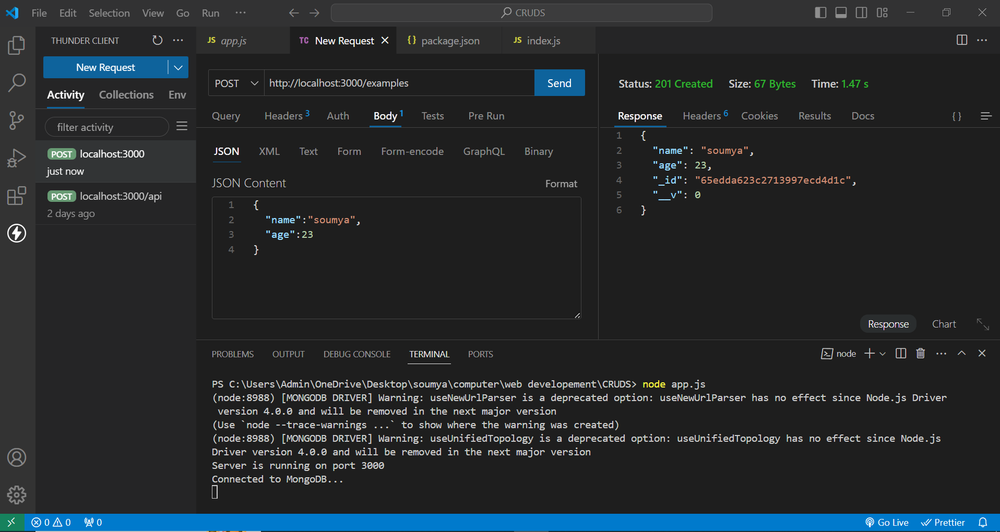 File Edit Selection View Go Run ···
CRUDS
THUNDER CLIENT
New Request
Activity Collections Env
filter activity
POST localhost:3000
just now
POST localhost:3000/api
2 days ago
JS app.js
TC New Request
{} package.json
JS index.js
POST http://localhost:3000/examples Send
Query Headers 3 Auth Body 1 Tests Pre Run
JSON XML Text Form Form-encode GraphQL Binary
JSON Content Format
1 {
2 "name":"soumya",
3 "age":23
4 }
Status: 201 Created Size: 67 Bytes Time: 1.47 s
Response Headers 6 Cookies Results Docs {}
1 {
2 "name": "soumya",
3 "age": 23,
4 "_id": "65edda623c2713997ecd4d1c",
5 "__v": 0
6 }
Response Chart
PROBLEMS OUTPUT DEBUG CONSOLE TERMINAL PORTS
node
PS C:\Users\Admin\OneDrive\Desktop\soumya\computer\web developement\CRUDS> node app.js
(node:8988) [MONGODB DRIVER] Warning: useNewUrlParser is a deprecated option: useNewUrlParser has no effect since Node.js Driver
version 4.0.0 and will be removed in the next major version
(Use `node --trace-warnings ...` to show where the warning was created)
(node:8988) [MONGODB DRIVER] Warning: useUnifiedTopology is a deprecated option: useUnifiedTopology has no effect since Node.js
Driver version 4.0.0 and will be removed in the next major version
Server is running on port 3000
Connected to MongoDB...
0 0 0
Go Live Prettier